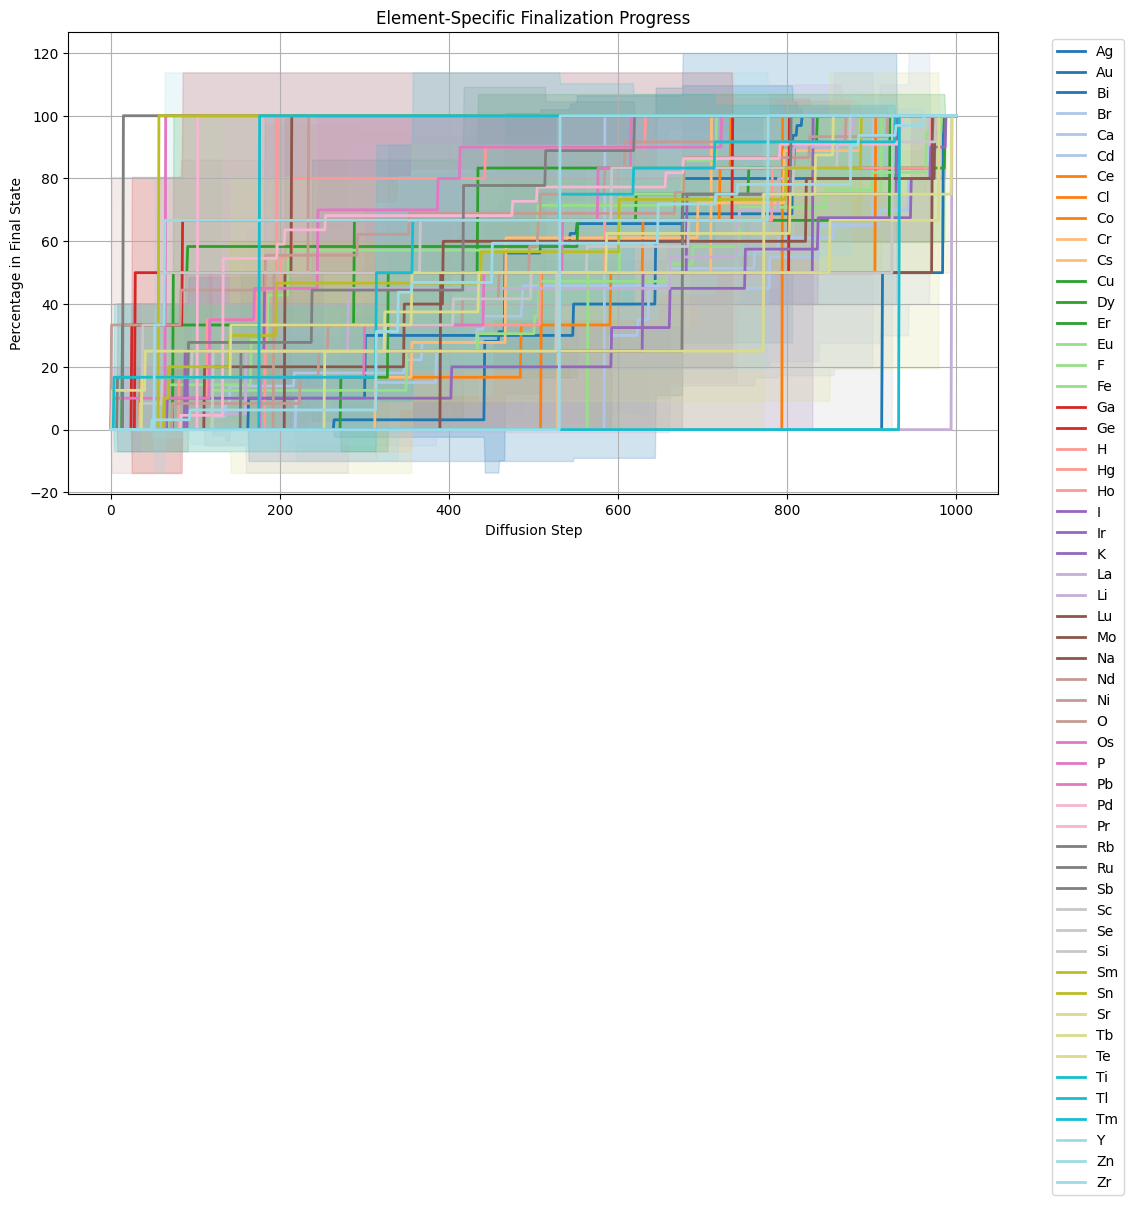 Element-Specific Finalization Progress
120
100
80
60
40
20
0
−20
Percentage in Final State
0
200
400
600
800
1000
Diffusion Step
Ag
Au
Bi
Br
Ca
Cd
Ce
Cl
Co
Cr
Cs
Cu
Dy
Er
Eu
F
Fe
Ga
Ge
H
Hg
Ho
I
Ir
K
La
Li
Lu
Mo
Na
Nd
Ni
O
Os
P
Pb
Pd
Pr
Rb
Ru
Sb
Sc
Se
Si
Sm
Sn
Sr
Tb
Te
Ti
Tl
Tm
Y
Zn
Zr